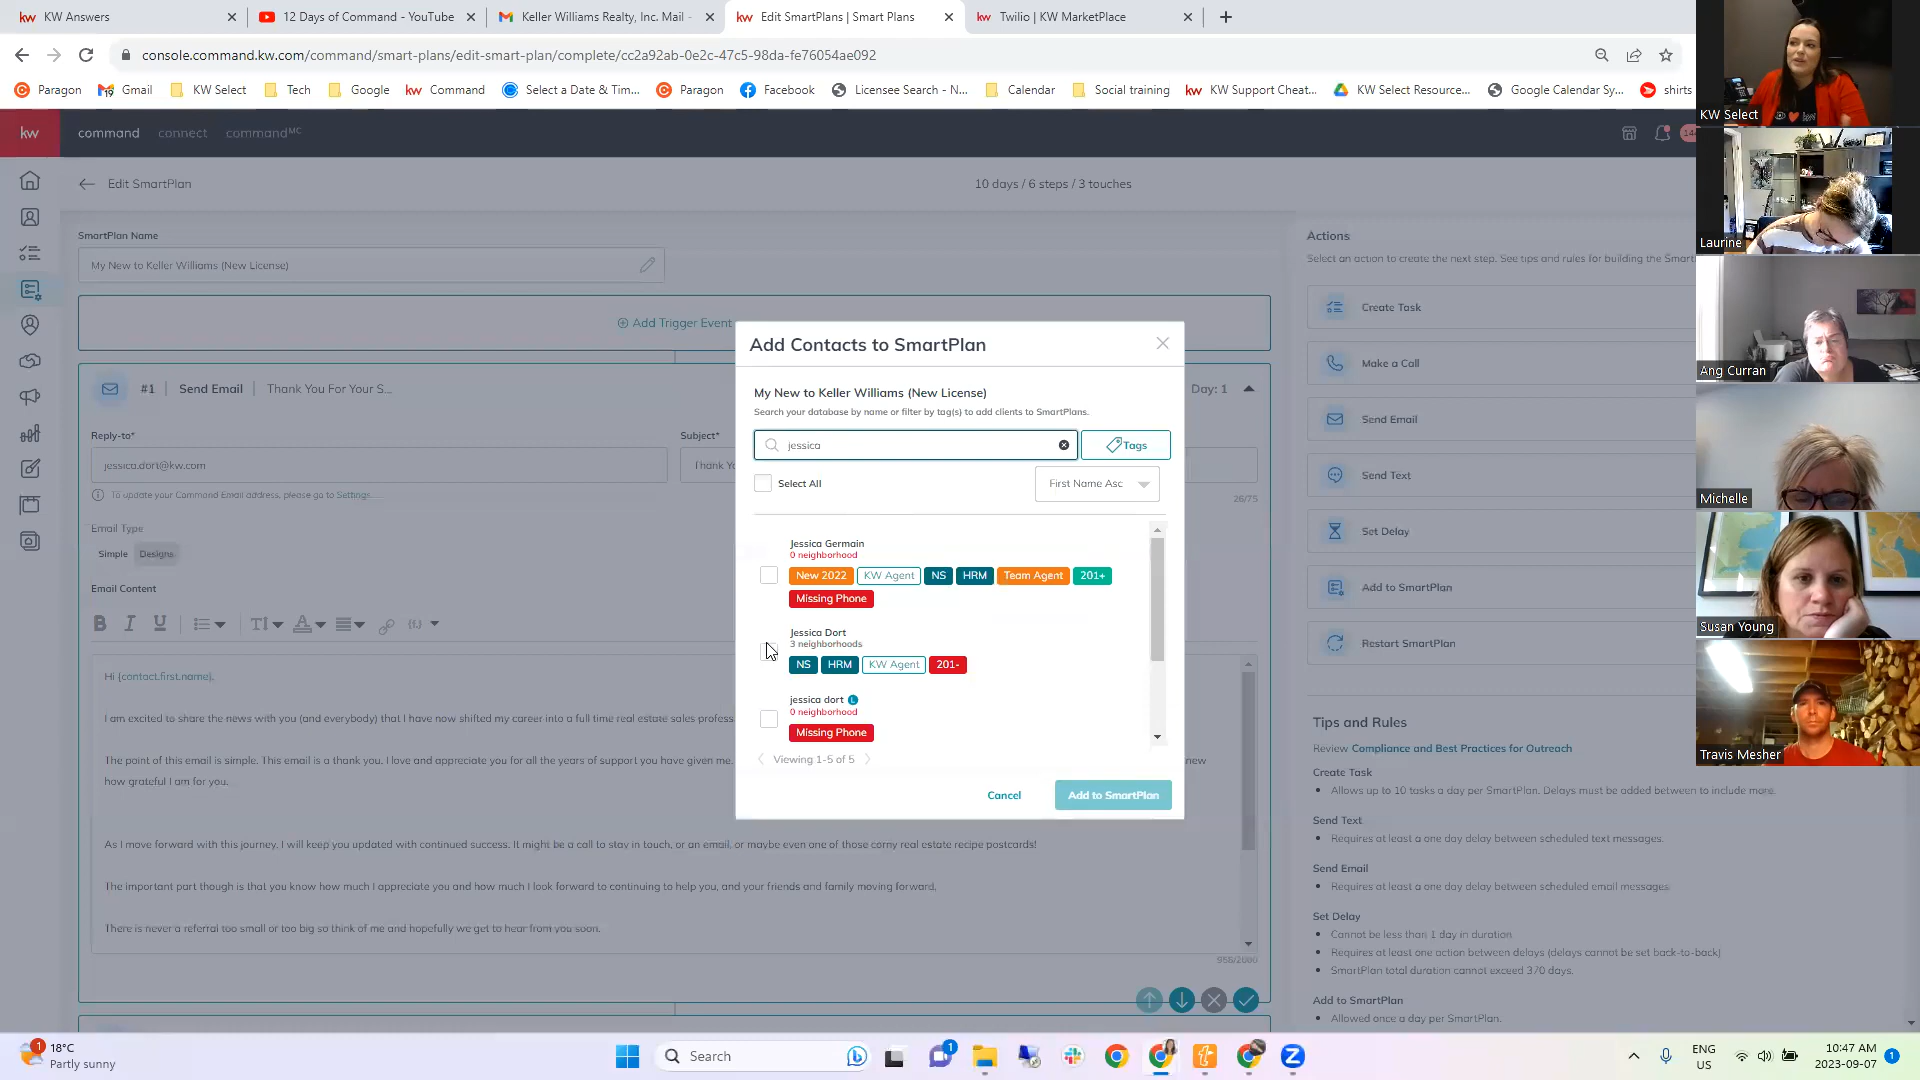 KW Answers
12 Days of Command - YouTube
Keller Williams Realty, Inc. Mail -
Edit SmartPlans | Smart Plans
Twilio | KW MarketPlace
console.command.kw.com/command/smart-plans/edit-smart-plan/complete/cc2a92ab-0e2c-47c5-98da-fe76054ae092
Paragon
Gmail
KW Select
Tech
Google
Command
Select a Date & Tim...
Paragon
Facebook
Licensee Search - N...
Calendar
Social training
KW Support Cheat...
KW Select Resource...
Google Calendar Sy...
shirts
kw command connect commandMC
Edit SmartPlan
10 days / 6 steps / 3 touches
SmartPlan Name
My New to Keller Williams (New License)
Add Trigger Event
#1 | Send Email | Thank You For Your S...
Day: 1
Reply-to*
Subject*
jessica.dort@kw.com
Thank Yo
To update your Command Email address, please go to Settings.
26/75
Email Type
Simple Designs
Email Content
Hi {contact.first.name},
I am excited to share the news with you (and everybody) that I have now shifted my career into a full time real estate sales profess
The point of this email is simple. This email is a thank you. I love and appreciate you for all the years of support you have given me.
new
how grateful I am for you.
As I move forward with this journey, I will keep you updated with continued success. It might be a call to stay in touch, or an email, or maybe even one of those corny real estate recipe postcards!
The important part though is that you know how much I appreciate you and how much I look forward to continuing to help you, and your friends and family moving forward,
There is never a referral too small or too big so think of me and hopefully we get to hear from you soon.
Add Contacts to SmartPlan
My New to Keller Williams (New License)
Search your database by name or filter by tag(s) to add clients to SmartPlans.
jessica
Tags
Select All
First Name Asc
Jessica Germain
0 neighborhood
New 2022 KW Agent NS HRM Team Agent 201+
Missing Phone
Jessica Dort
3 neighborhoods
NS HRM KW Agent 201-
jessica dort L
0 neighborhood
Missing Phone
Viewing 1-5 of 5
Cancel
Add to SmartPlan
Actions
Select an action to create the next step. See tips and rules for building the Smart
Create Task
Make a Call
Send Email
Send Text
Set Delay
Add to SmartPlan
Restart SmartPlan
Tips and Rules
Review Compliance and Best Practices for Outreach
Create Task
Allows up to 10 tasks a day per SmartPlan. Delays must be added between to include more.
Send Text
Requires at least a one day delay between scheduled text messages.
Send Email
Requires at least a one day delay between scheduled email messages.
Set Delay
Cannot be less than 1 day in duration
Requires at least one action between delays (delays cannot be set back-to-back)
SmartPlan total duration cannot exceed 370 days.
Add to SmartPlan
Allowed once a day per SmartPlan.
KW Select
Laurine
Ang Curran
Michelle
Susan Young
Travis Mesher
1
18°C
Partly sunny
Search
1
ENG
US
10:47 AM
2023-09-07
1